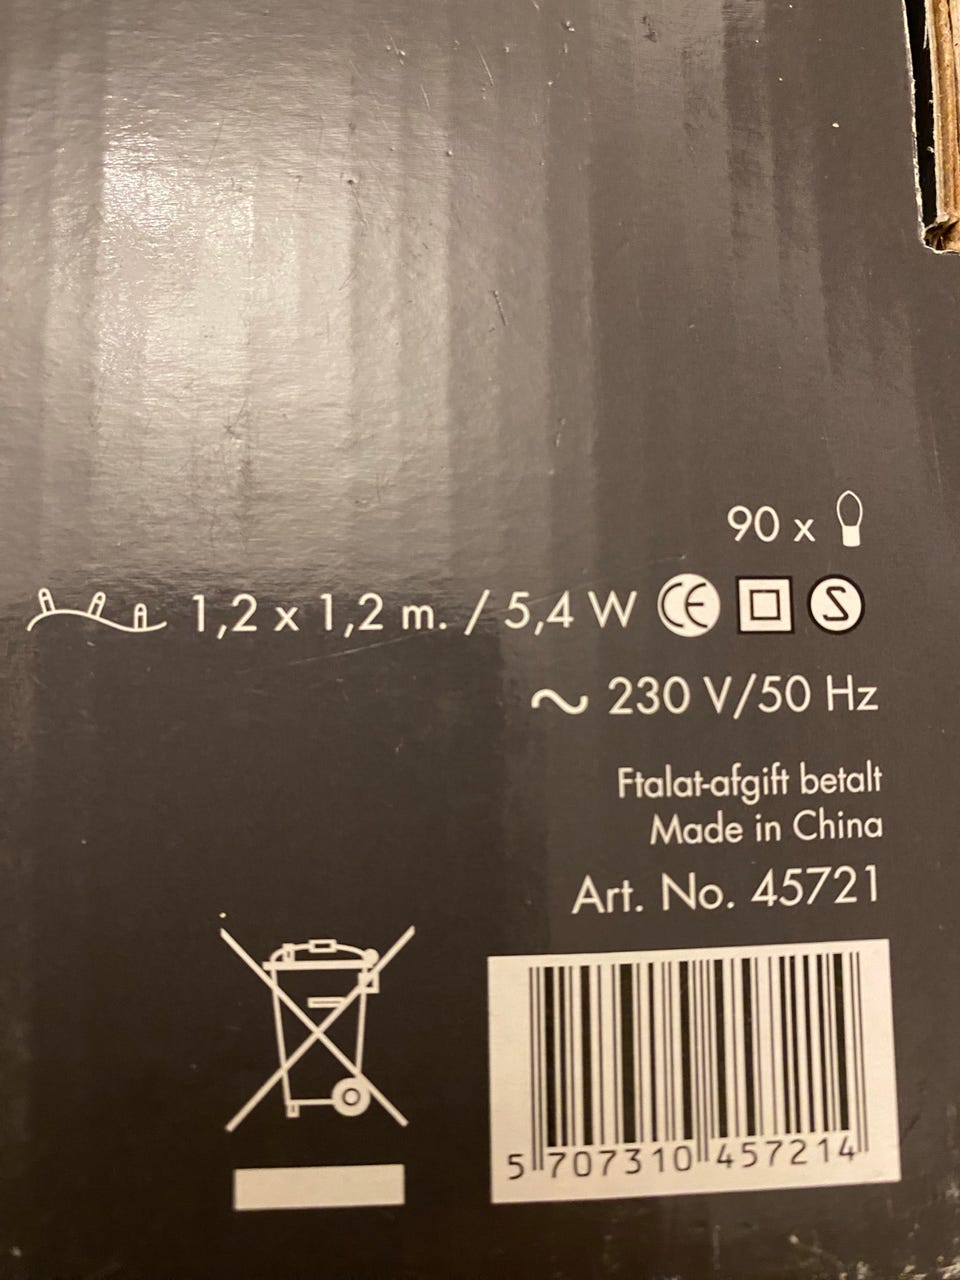 90 x
1,2 x 1,2 m. / 5,4 W CE S
~ 230 V/50 Hz
Ftalat-afgift betalt
Made in China
Art. No. 45721
5 707310 457214